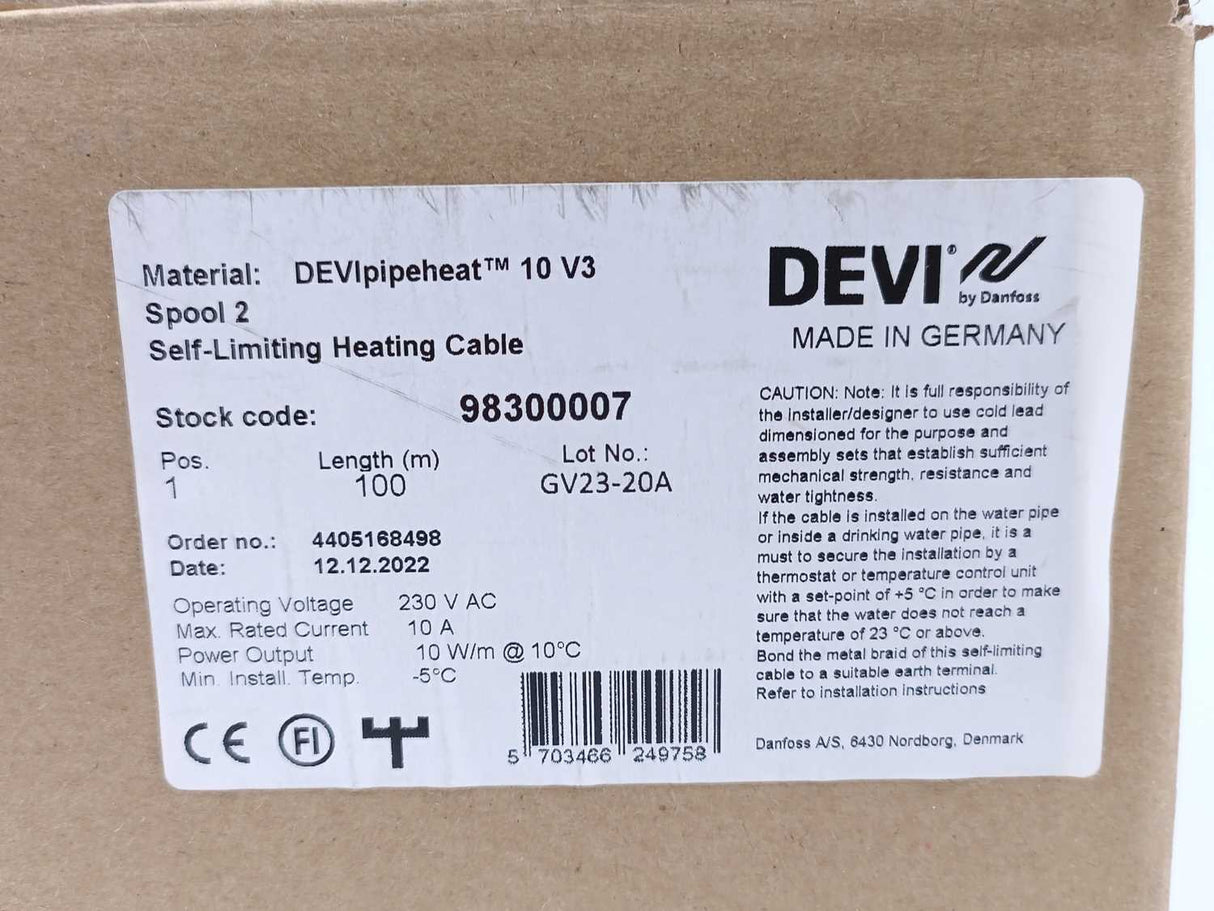 Material: DEVIpipeheat™ 10 V3
Spool 2
Self-Limiting Heating Cable
Stock code: 98300007
Pos. Length (m) Lot No.:
1 100 GV23-20A
Order no.: 4405168498
Date: 12.12.2022
Operating Voltage 230 V AC
Max. Rated Current 10 A
Power Output 10 W/m @ 10°C
Min. Install. Temp. -5°C
CE FI
5 703466 249758
DEVI®
by Danfoss
MADE IN GERMANY
CAUTION: Note: It is full responsibility of
the installer/designer to use cold lead
dimensioned for the purpose and
assembly sets that establish sufficient
mechanical strength, resistance and
water tightness.
If the cable is installed on the water pipe
or inside a drinking water pipe, it is a
must to secure the installation by a
thermostat or temperature control unit
with a set-point of +5 °C in order to make
sure that the water does not reach a
temperature of 23 °C or above.
Bond the metal braid of this self-limiting
cable to a suitable earth terminal.
Refer to installation instructions
Danfoss A/S, 6430 Nordborg, Denmark